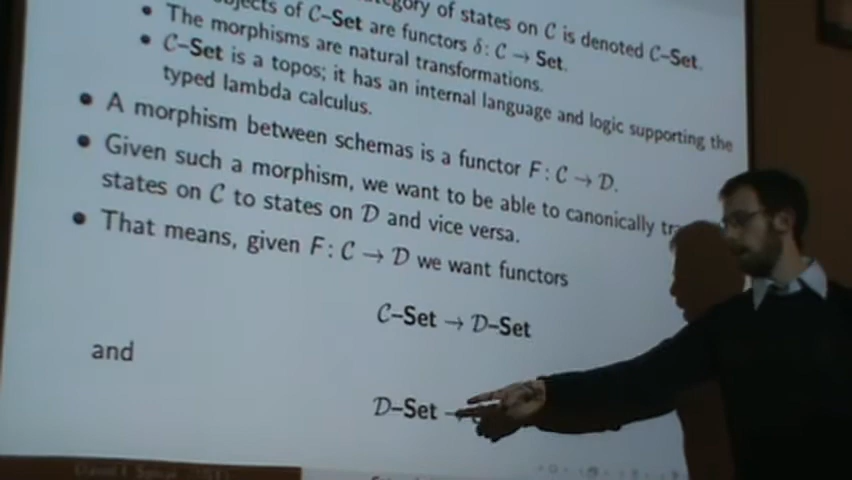 of states on C is denoted C–Set.
of C–Set are functors δ: C → Set.
• The morphisms are natural transformations.
• C–Set is a topos; it has an internal language and logic supporting the
typed lambda calculus.
• A morphism between schemas is a functor F: C → D.
• Given such a morphism, we want to be able to canonically
states on C to states on D and vice versa.
• That means, given F: C → D we want functors
C–Set → D–Set
and
D–Set